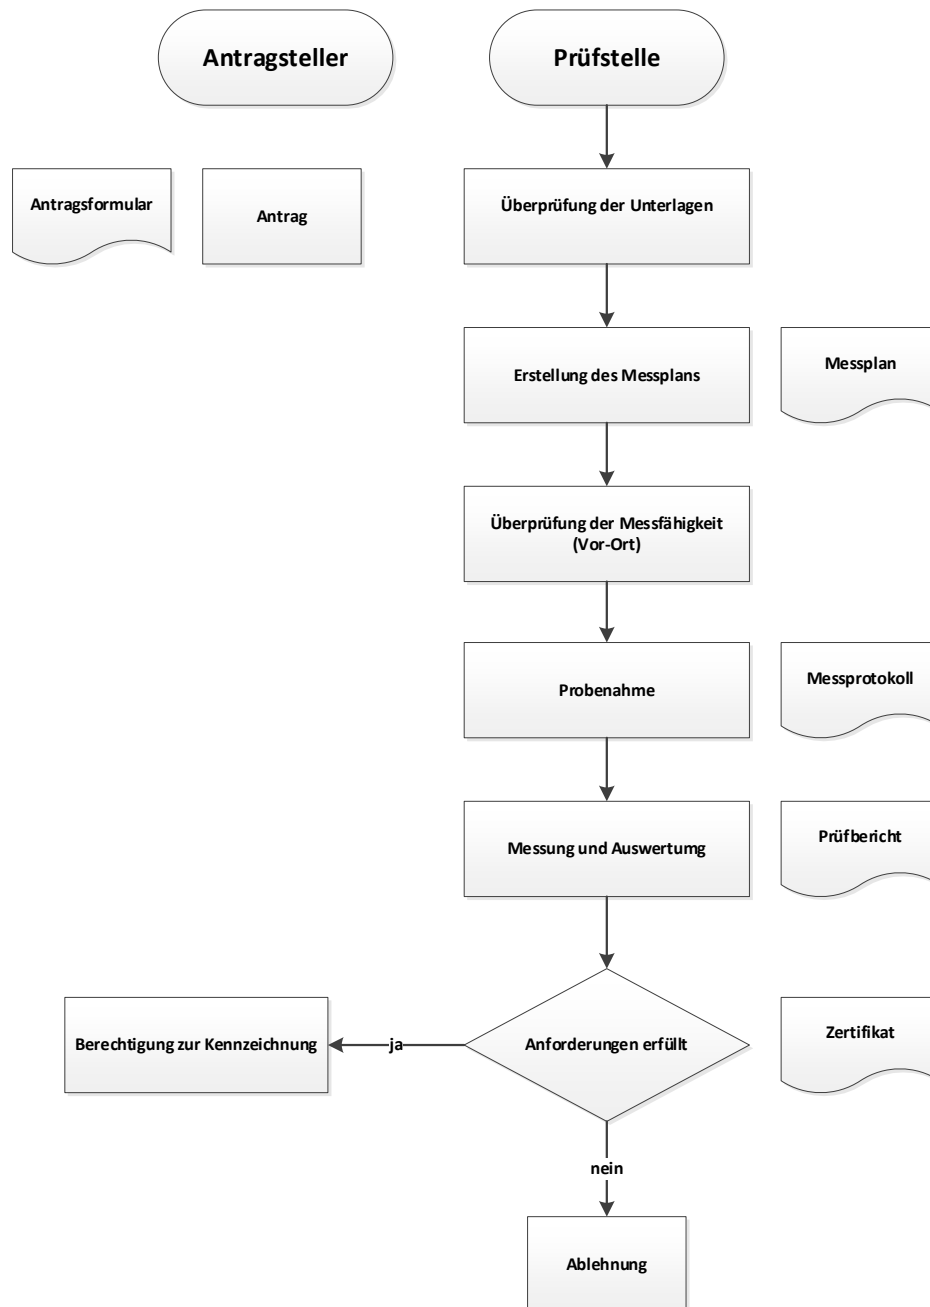 Antragsteller
Prüfstelle
Antragsformular
Antrag
Überprüfung der Unterlagen
Erstellung des Messplans
Messplan
Überprüfung der Messfähigkeit
(Vor-Ort)
Probenahme
Messprotokoll
Messung und Auswertumg
Prüfbericht
Berechtigung zur Kennzeichnung
ja
Anforderungen erfüllt
Zertifikat
nein
Ablehnung